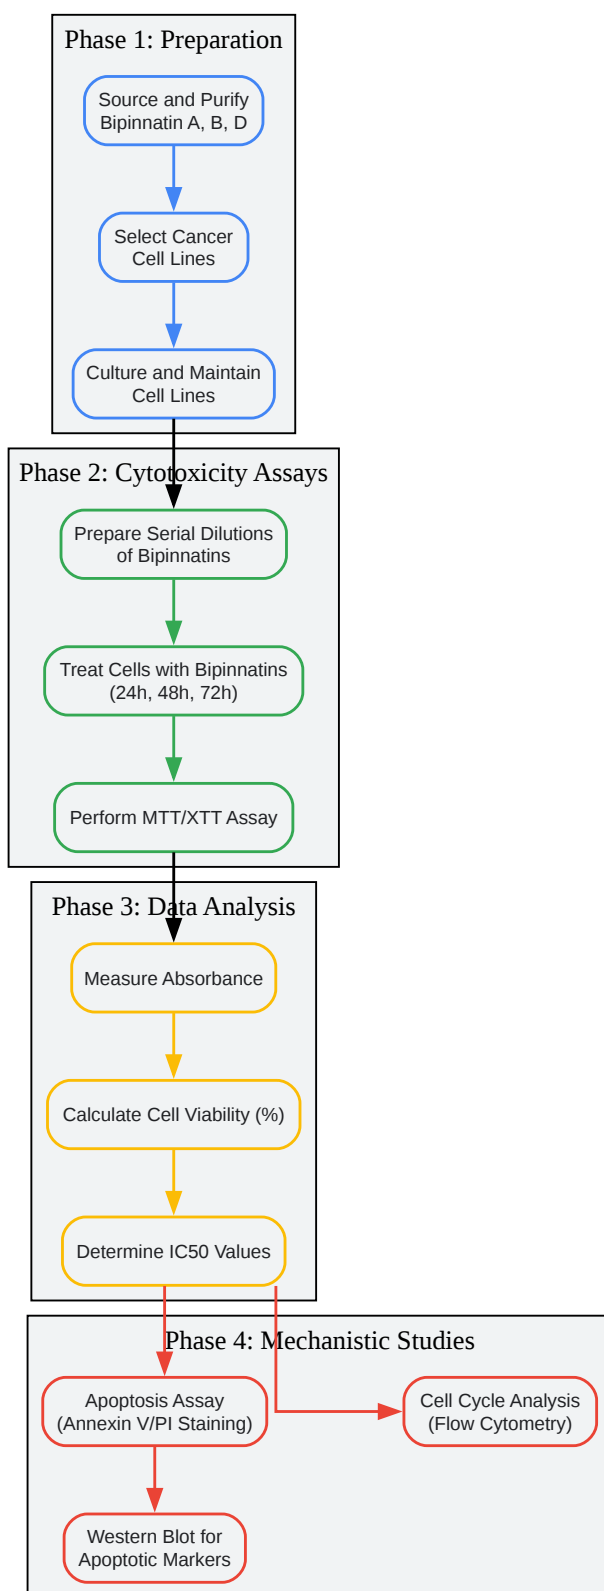 Phase 1: Preparation
Source and Purify
Bipinnatin A, B, D
Select Cancer
Cell Lines
Culture and Maintain
Cell Lines
Phase 2: Cytotoxicity Assays
Prepare Serial Dilutions
of Bipinnatins
Treat Cells with Bipinnatins
(24h, 48h, 72h)
Perform MTT/XTT Assay
Phase 3: Data Analysis
Measure Absorbance
Calculate Cell Viability (%)
Determine IC50 Values
Phase 4: Mechanistic Studies
Apoptosis Assay
(Annexin V/PI Staining)
Cell Cycle Analysis
(Flow Cytometry)
Western Blot for
Apoptotic Markers